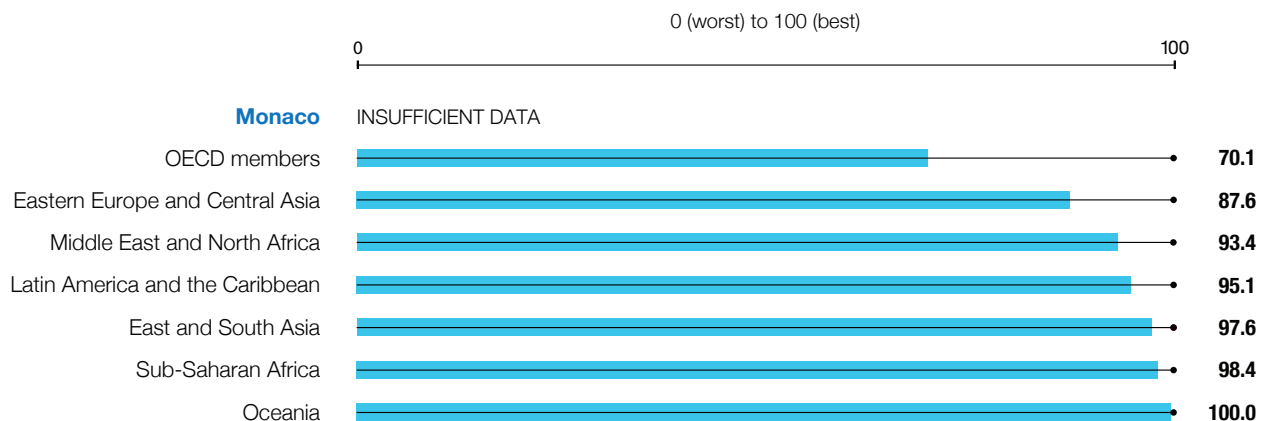 0 (worst) to 100 (best)
0 100
Monaco INSUFFICIENT DATA
OECD members 70.1
Eastern Europe and Central Asia 87.6
Middle East and North Africa 93.4
Latin America and the Caribbean 95.1
East and South Asia 97.6
Sub-Saharan Africa 98.4
Oceania 100.0